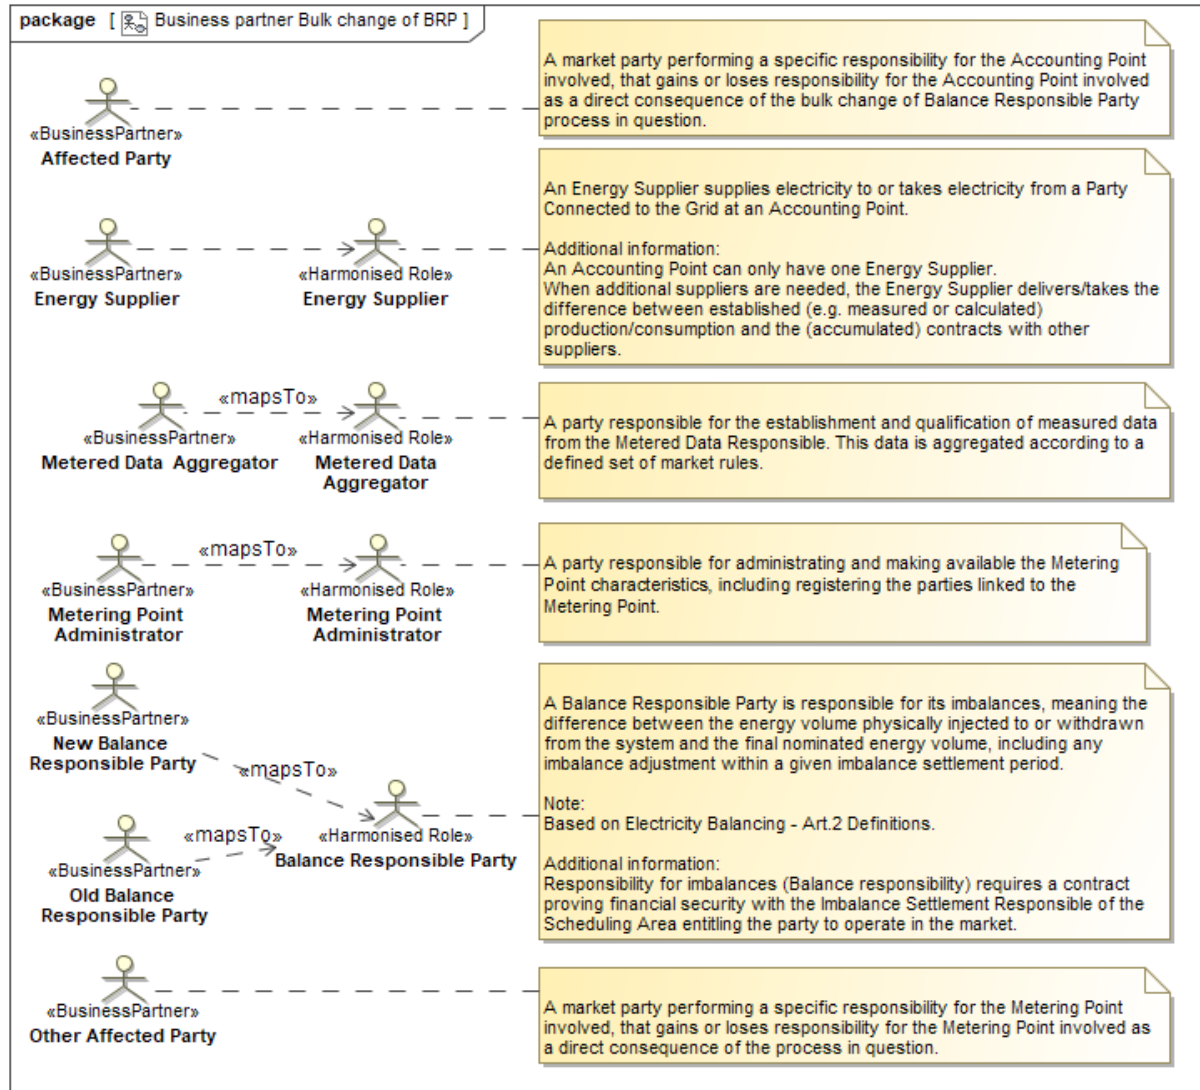 package [ Business partner Bulk change of BRP ]
A market party performing a specific responsibility for the Accounting Point
involved, that gains or loses responsibility for the Accounting Point involved
as a direct consequence of the bulk change of Balance Responsible Party
process in question.
«BusinessPartner»
Affected Party
An Energy Supplier supplies electricity to or takes electricity from a Party
Connected to the Grid at an Accounting Point.
Additional information:
An Accounting Point can only have one Energy Supplier.
When additional suppliers are needed, the Energy Supplier delivers/takes the
difference between established (e.g. measured or calculated)
production/consumption and the (accumulated) contracts with other
suppliers.
«BusinessPartner»
Energy Supplier
«Harmonised Role»
Energy Supplier
«mapsTo»
«BusinessPartner»
Metered Data Aggregator
«Harmonised Role»
Metered Data
Aggregator
A party responsible for the establishment and qualification of measured data
from the Metered Data Responsible. This data is aggregated according to a
defined set of market rules.
«mapsTo»
«BusinessPartner»
Metering Point
Administrator
«Harmonised Role»
Metering Point
Administrator
A party responsible for administrating and making available the Metering
Point characteristics, including registering the parties linked to the
Metering Point.
«BusinessPartner»
New Balance
Responsible Party
«mapsTo»
«mapsTo»
«BusinessPartner»
Old Balance
Responsible Party
«Harmonised Role»
Balance Responsible Party
A Balance Responsible Party is responsible for its imbalances, meaning the
difference between the energy volume physically injected to or withdrawn
from the system and the final nominated energy volume, including any
imbalance adjustment within a given imbalance settlement period.
Note:
Based on Electricity Balancing - Art.2 Definitions.
Additional information:
Responsibility for imbalances (Balance responsibility) requires a contract
proving financial security with the Imbalance Settlement Responsible of the
Scheduling Area entitling the party to operate in the market.
«BusinessPartner»
Other Affected Party
A market party performing a specific responsibility for the Metering Point
involved, that gains or loses responsibility for the Metering Point involved as
a direct consequence of the process in question.